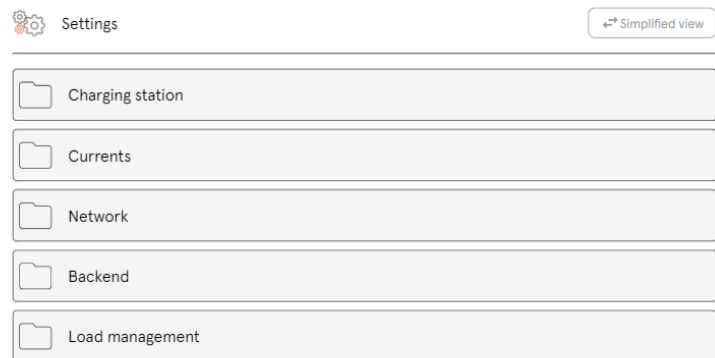 Settings
Simplified view
Charging station
Currents
Network
Backend
Load management